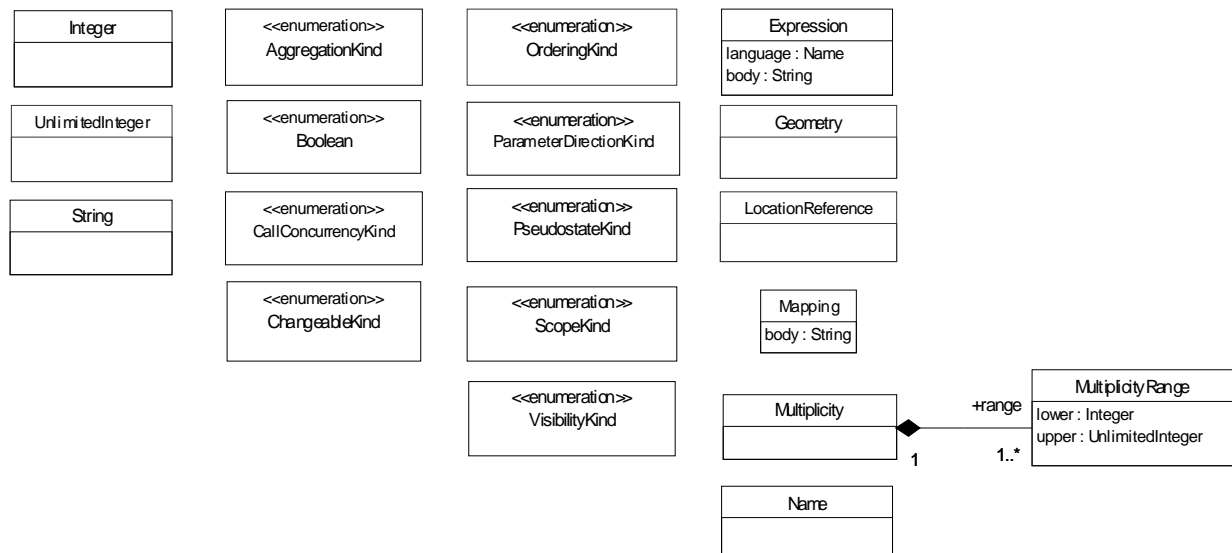 Integer
UnlimitedInteger
String
<<enumeration>>
AggregationKind
<<enumeration>>
Boolean
<<enumeration>>
CallConcurrencyKind
<<enumeration>>
ChangeableKind
<<enumeration>>
OrderingKind
<<enumeration>>
ParameterDirectionKind
<<enumeration>>
PseudostateKind
<<enumeration>>
ScopeKind
<<enumeration>>
VisibilityKind
Expression
language : Name
body : String
Geometry
LocationReference
Mapping
body : String
Multiplicity
1
+range
1..*
MultiplicityRange
lower : Integer
upper : UnlimitedInteger
Name